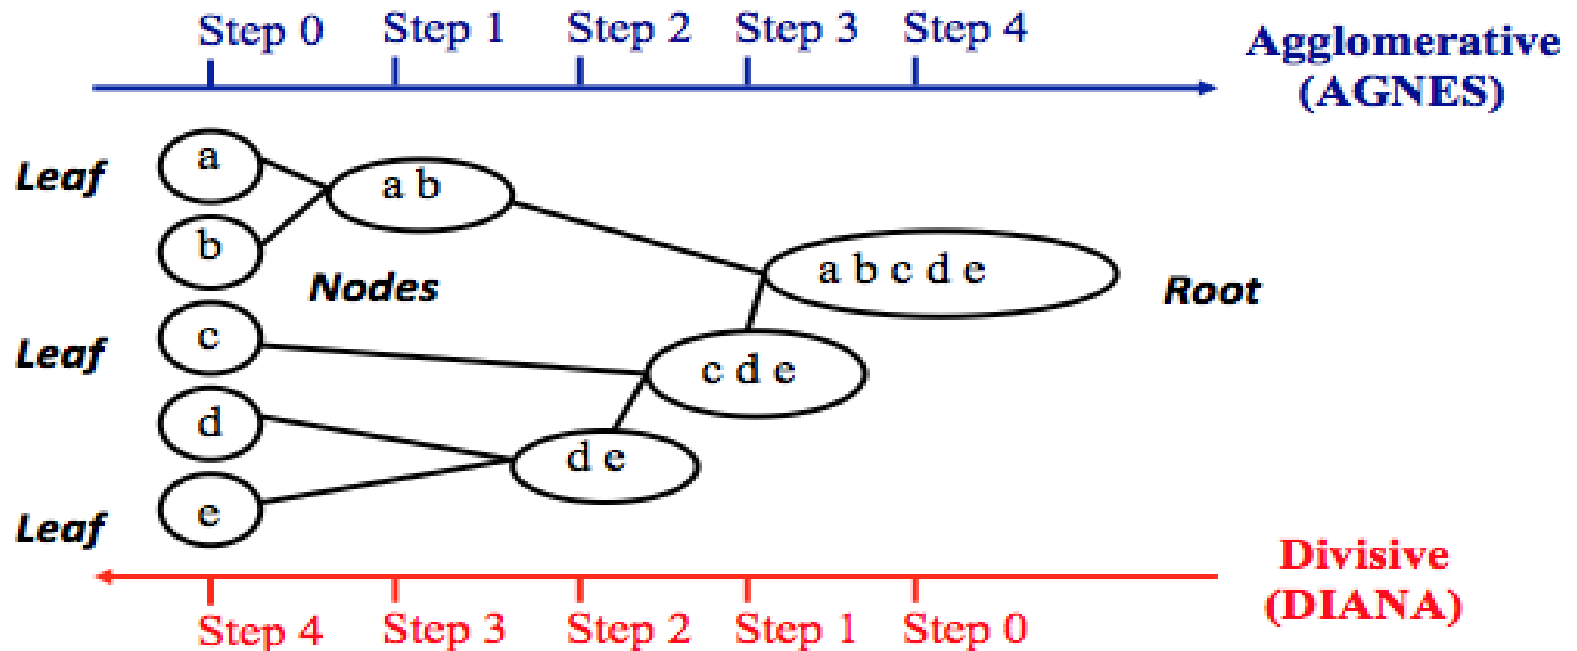 Step 0 Step 1 Step 2 Step 3 Step 4
Agglomerative
(AGNES)
Leaf
a
a b
b
Nodes
a b c d e
Root
Leaf
c
c d e
d
d e
Leaf
e
Divisive
(DIANA)
Step 4 Step 3 Step 2 Step 1 Step 0